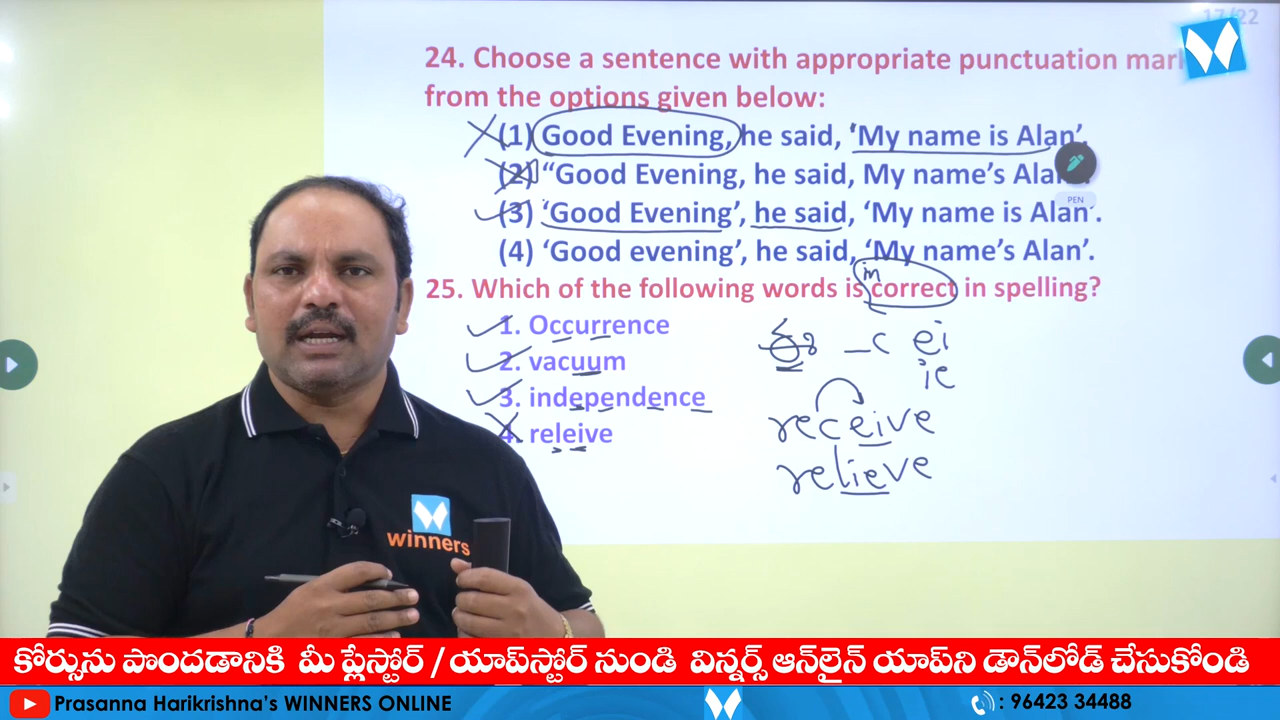 17/22
24. Choose a sentence with appropriate punctuation mar
from the options given below:
(1) Good Evening, he said, ‘My name is Alan’.
(2) “Good Evening, he said, My name’s Ala
PEN
(3) ‘Good Evening’, he said, ‘My name is Alan’.
(4) ‘Good evening’, he said, ‘My name’s Alan’.
in
25. Which of the following words is correct in spelling?
1. Occurrence
2. vacuum
3. independence
4. releive
c ei
ie
receive
relieve
winners
కోర్సును పొందడానికి మీ ప్లేస్టోర్ / యాప్‌స్టోర్ నుండి విన్నర్స్ ఆన్‌లైన్ యాప్‌ని డౌన్‌లోడ్ చేసుకోండి
Prasanna Harikrishna’s WINNERS ONLINE
: 96423 34488